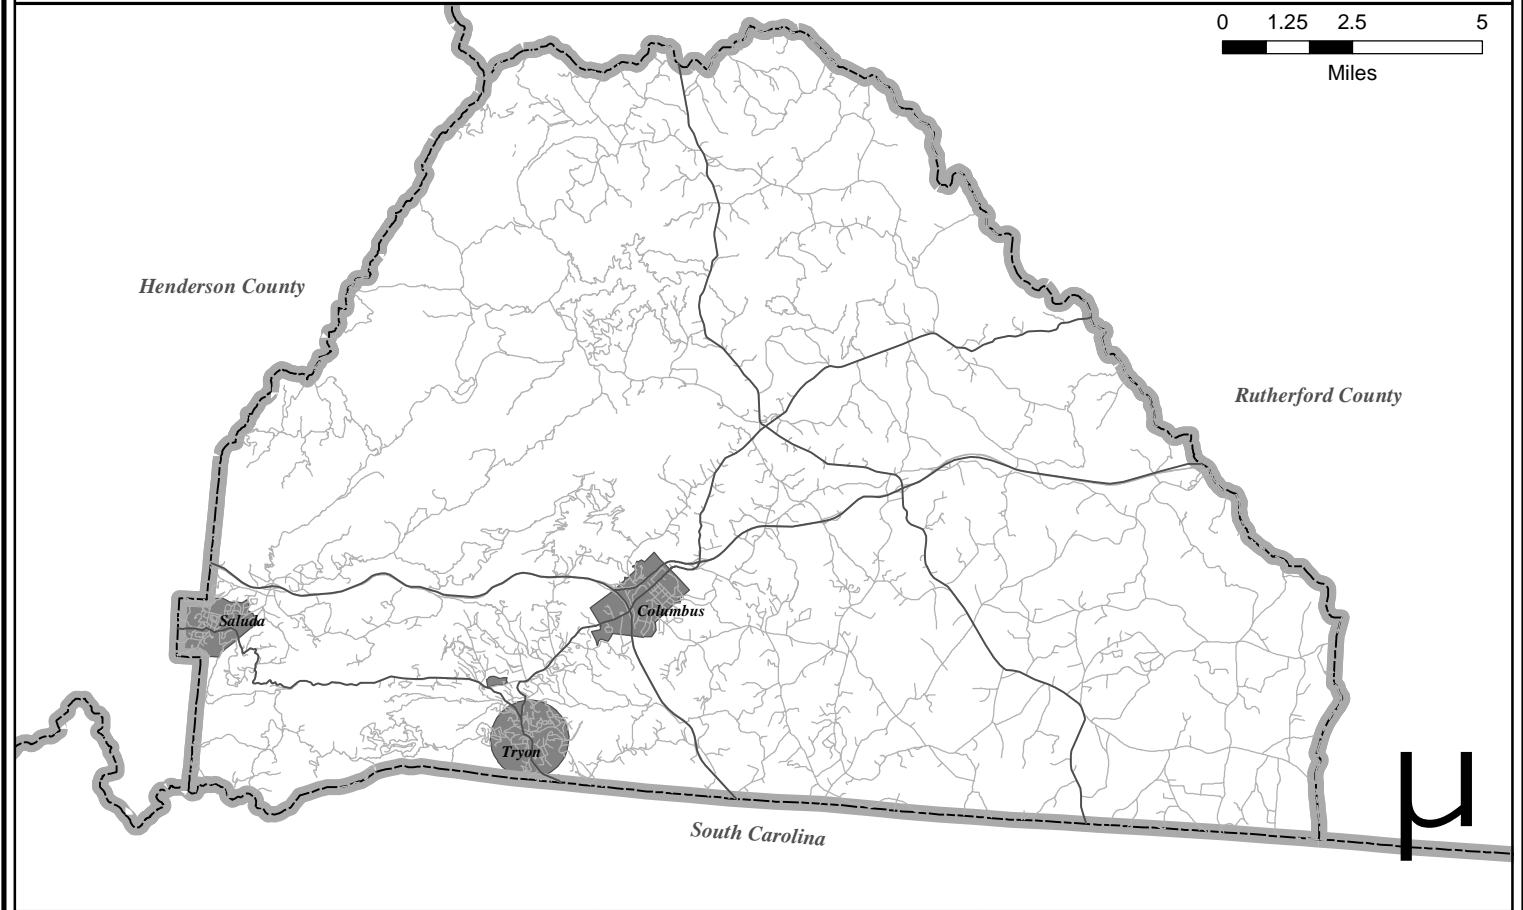 0 1.25 2.5 5
Miles
Henderson County
Rutherford County
Columbus
Saluda
Tryon
South Carolina
µ